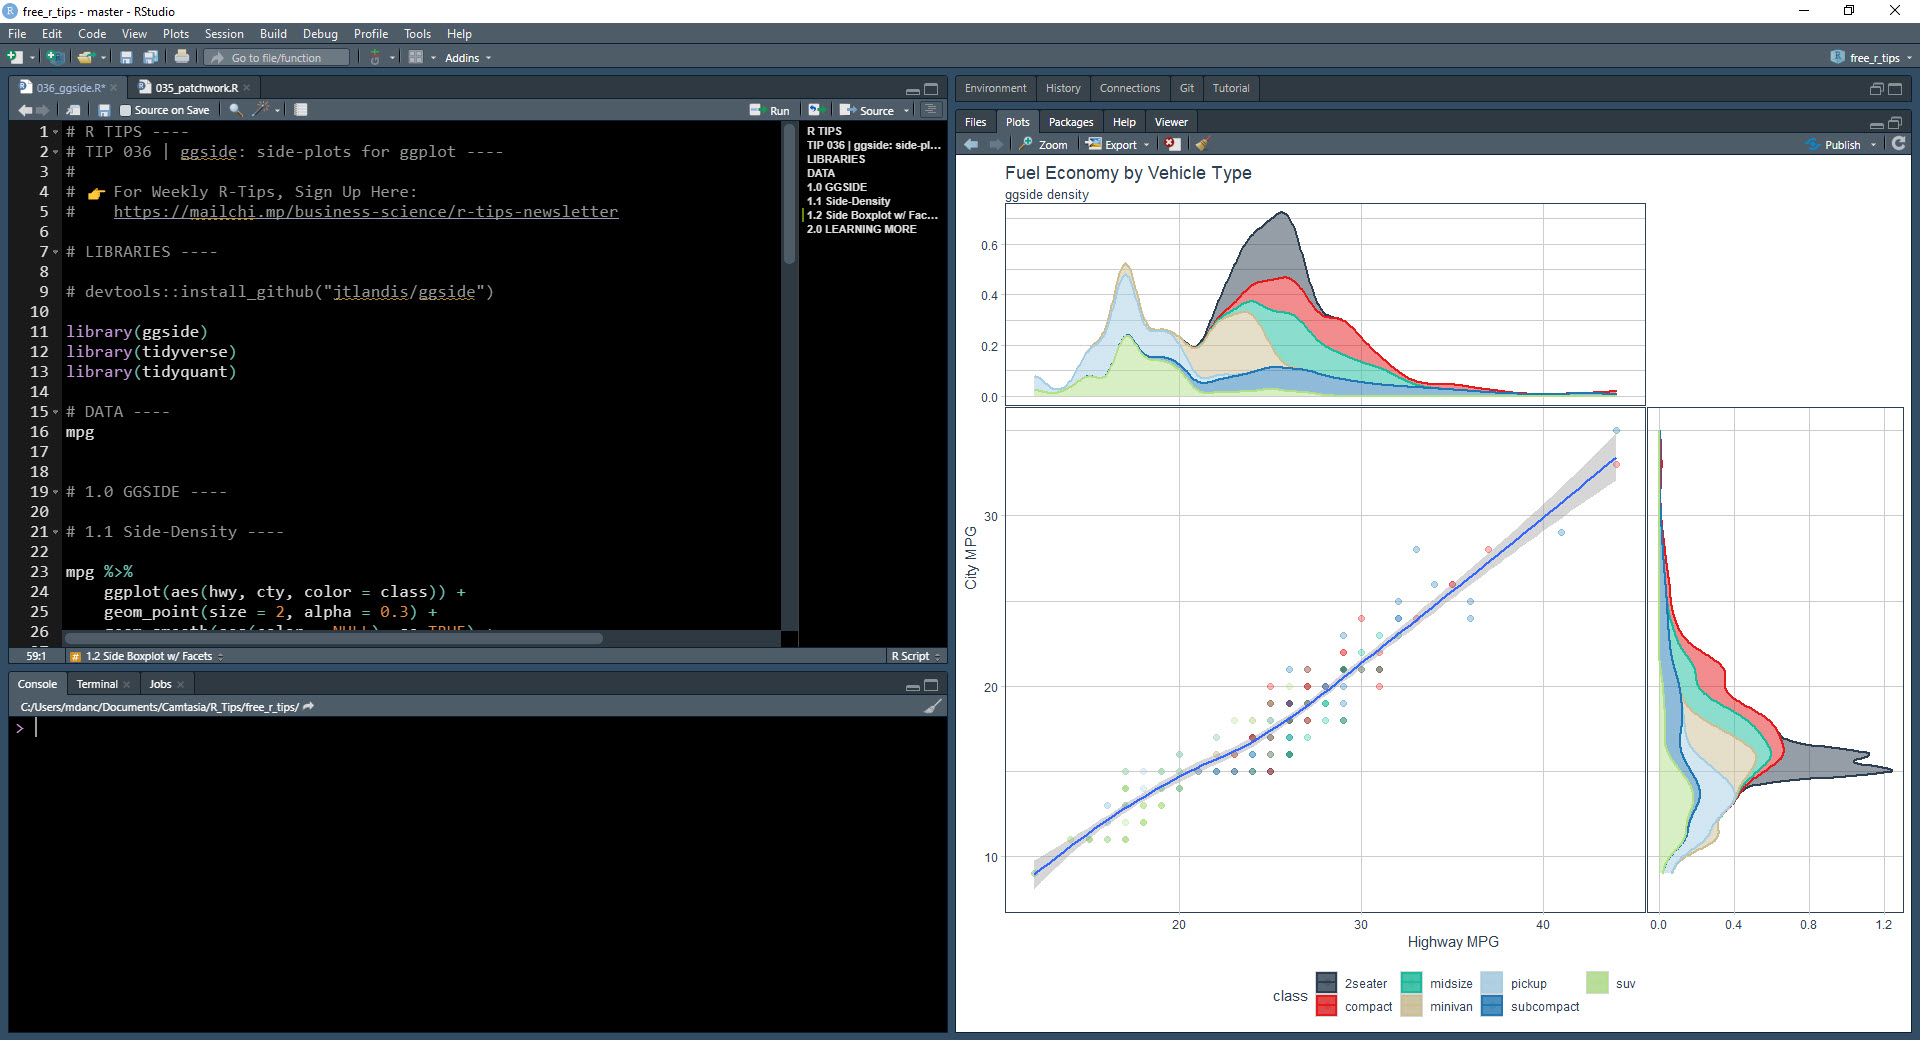 free_r_tips - master - RStudio
File Edit Code View Plots Session Build Debug Profile Tools Help
Go to file/function Addins free_r_tips
036_ggside.R* 035_patchwork.R
Source on Save Run Source
1 # R TIPS ----
2 # TIP 036 | ggside: side-plots for ggplot ----
3 #
4 # 👉 For Weekly R-Tips, Sign Up Here:
5 # https://mailchi.mp/business-science/r-tips-newsletter
6
7 # LIBRARIES ----
8
9 # devtools::install_github("jtlandis/ggside")
10
11 library(ggside)
12 library(tidyverse)
13 library(tidyquant)
14
15 # DATA ----
16 mpg
17
18
19 # 1.0 GGSIDE ----
20
21 # 1.1 Side-Density ----
22
23 mpg %>%
24 ggplot(aes(hwy, cty, color = class)) +
25 geom_point(size = 2, alpha = 0.3) +
26
R TIPS
TIP 036 | ggside: side-pl...
LIBRARIES
DATA
1.0 GGSIDE
1.1 Side-Density
1.2 Side Boxplot w/ Fac...
2.0 LEARNING MORE
59:1 # 1.2 Side Boxplot w/ Facets R Script
Console Terminal Jobs
C:/Users/mdanc/Documents/Camtasia/R_Tips/free_r_tips/
>
Environment History Connections Git Tutorial
Files Plots Packages Help Viewer
Zoom Export Publish
Fuel Economy by Vehicle Type
ggside density
0.6
0.4
0.2
0.0
City MPG
30
20
10
20 30 40
0.0 0.4 0.8 1.2
Highway MPG
class
2seater midsize pickup suv
compact minivan subcompact